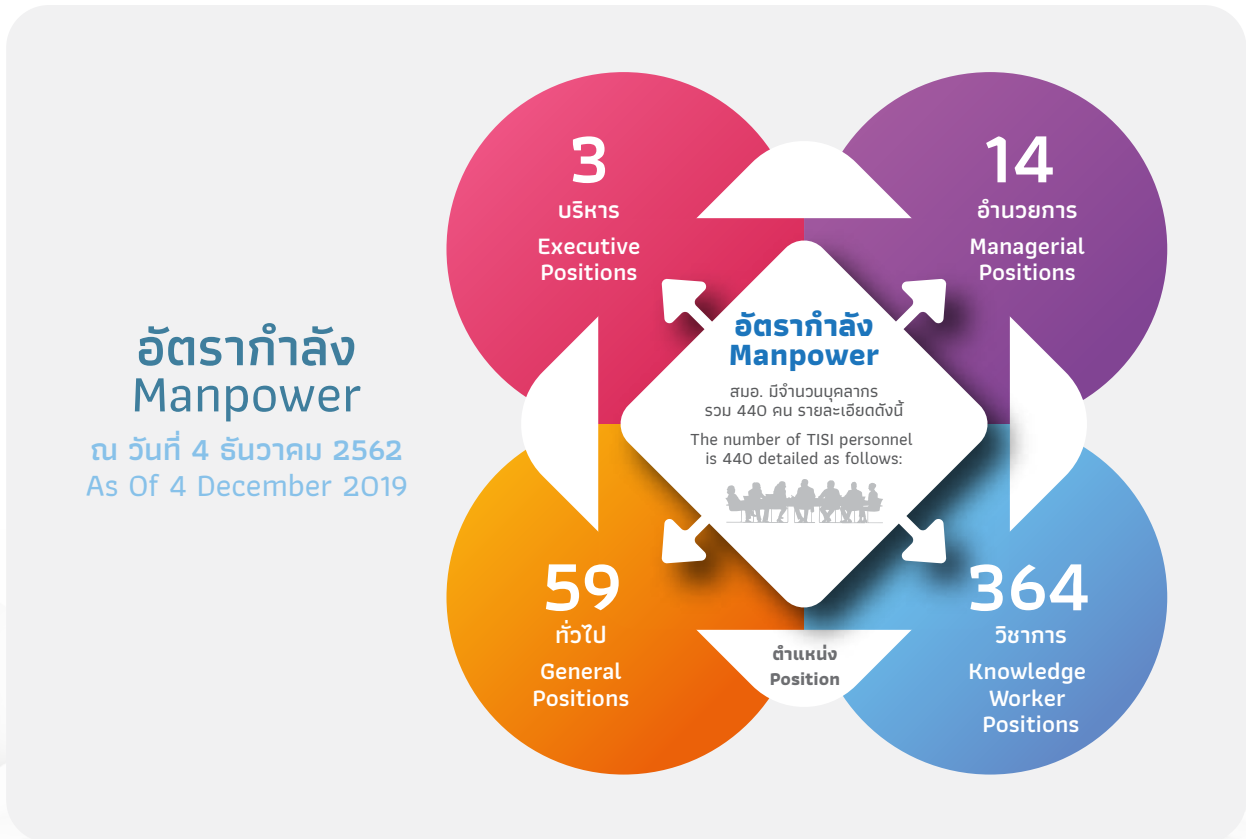 อัตรากำลัง
Manpower
ณ วันที่ 4 ธันวาคม 2562
As Of 4 December 2019
3
บริหาร
Executive
Positions
14
อำนวยการ
Managerial
Positions
อัตรากำลัง
Manpower
สมอ. มีจำนวนบุคลากร
รวม 440 คน รายละเอียดดังนี้
The number of TISI personnel
is 440 detailed as follows:
59
ทั่วไป
General
Positions
364
วิชาการ
Knowledge
Worker
Positions
ตำแหน่ง
Position